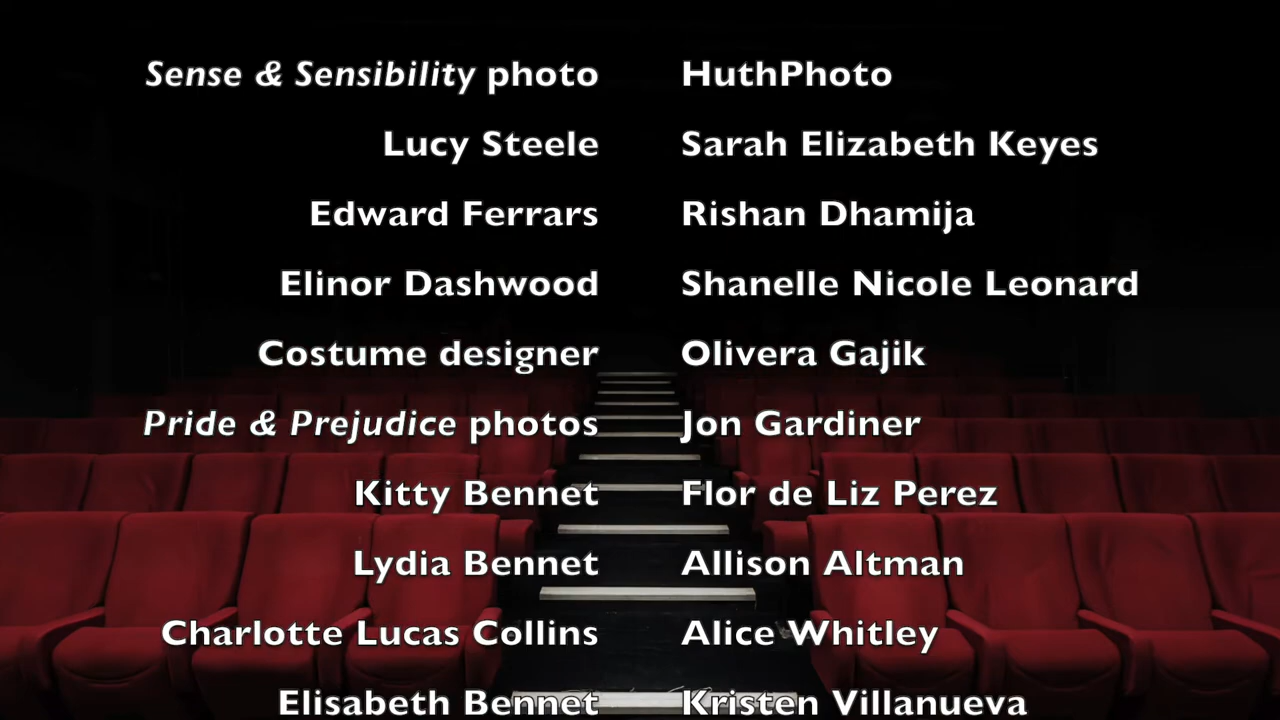 Sense & Sensibility photo HuthPhoto
Lucy Steele Sarah Elizabeth Keyes
Edward Ferrars Rishan Dhamija
Elinor Dashwood Shanelle Nicole Leonard
Costume designer Olivera Gajik
Pride & Prejudice photos Jon Gardiner
Kitty Bennet Flor de Liz Perez
Lydia Bennet Allison Altman
Charlotte Lucas Collins Alice Whitley
Elisabeth Bennet Kristen Villanueva